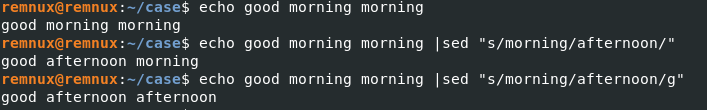 remnux@remnux:~/case$ echo good morning morning
good morning morning
remnux@remnux:~/case$ echo good morning morning |sed "s/morning/afternoon/"
good afternoon morning
remnux@remnux:~/case$ echo good morning morning |sed "s/morning/afternoon/g"
good afternoon afternoon